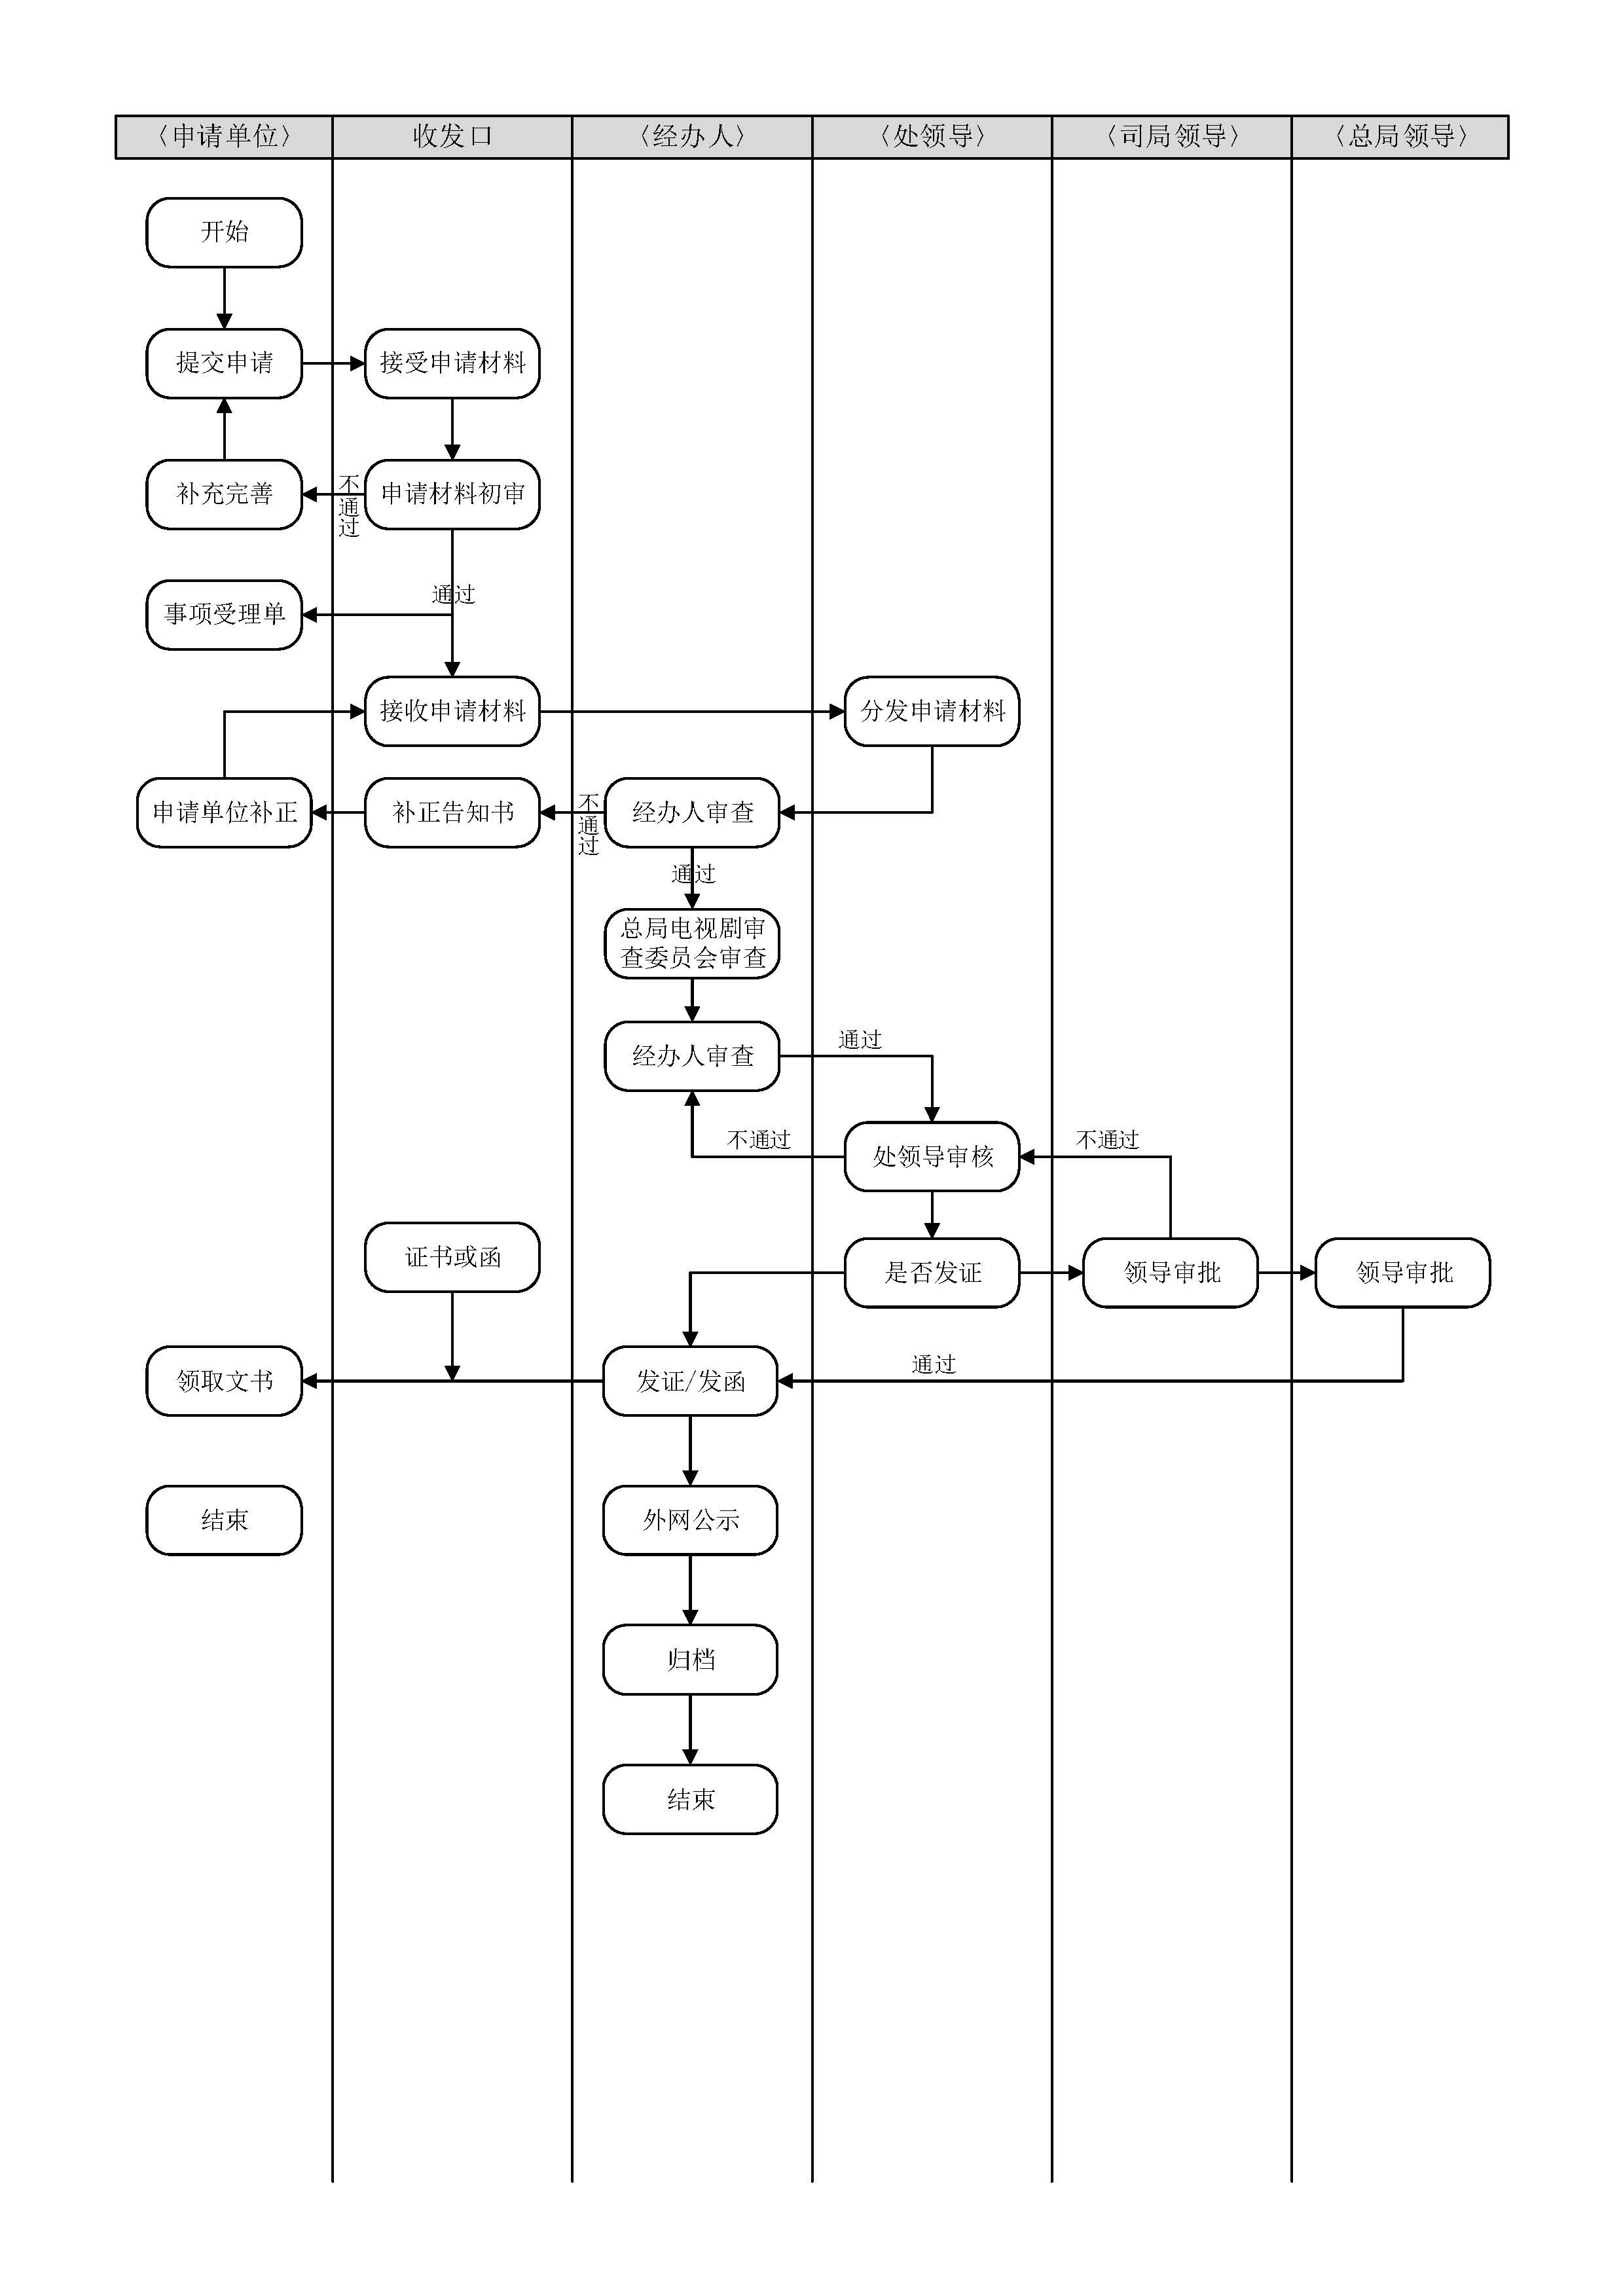 〈申请单位〉 收发口 〈经办人〉 〈处领导〉 〈司局领导〉 〈总局领导〉
开始
提交申请 接受申请材料
补充完善 不通过 申请材料初审
通过
事项受理单
接收申请材料 分发申请材料
申请单位补正 补正告知书 不通过 经办人审查
通过
总局电视剧审
查委员会审查
经办人审查 通过
不通过 处领导审核 不通过
证书或函 是否发证 领导审批 领导审批
领取文书 发证/发函 通过
结束 外网公示
归档
结束